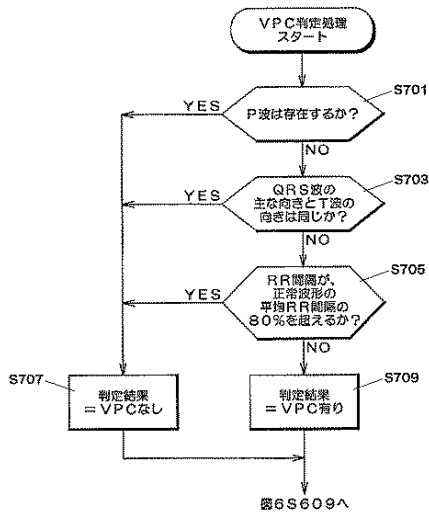 VPC判定処理
スタート
S701
P波は存在するか?
YES
NO
S703
QRS波の
主な向きとT波の
向きは同じか?
YES
NO
S705
RR間隔が、
正常波形の
平均RR間隔の
80%を超えるか?
YES
NO
S707
判定結果
=VPCなし
S709
判定結果
=VPC有り
図6S609へ